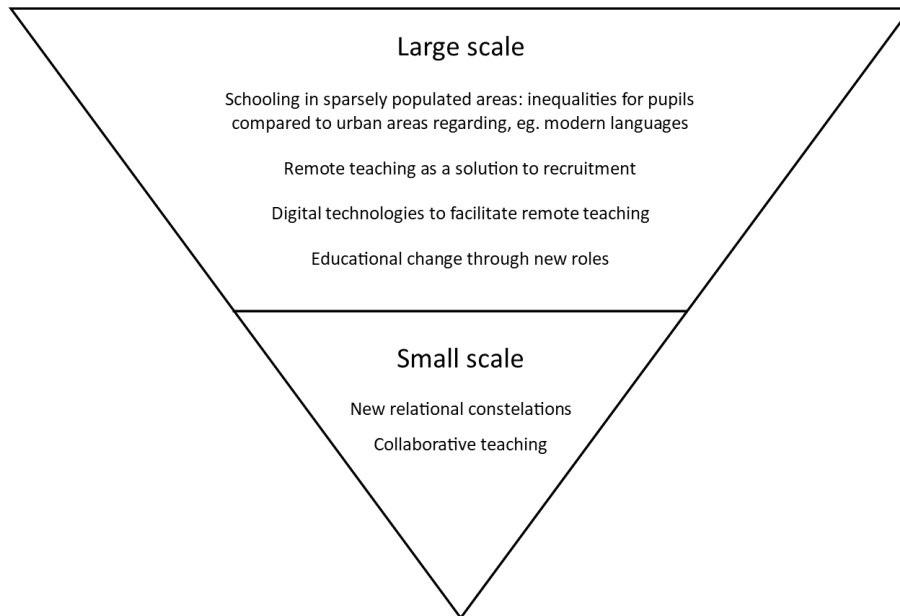 Large scale
Schooling in sparsely populated areas: inequalities for pupils
compared to urban areas regarding, eg. modern languages
Remote teaching as a solution to recruitment
Digital technologies to facilitate remote teaching
Educational change through new roles
Small scale
New relational constelations
Collaborative teaching